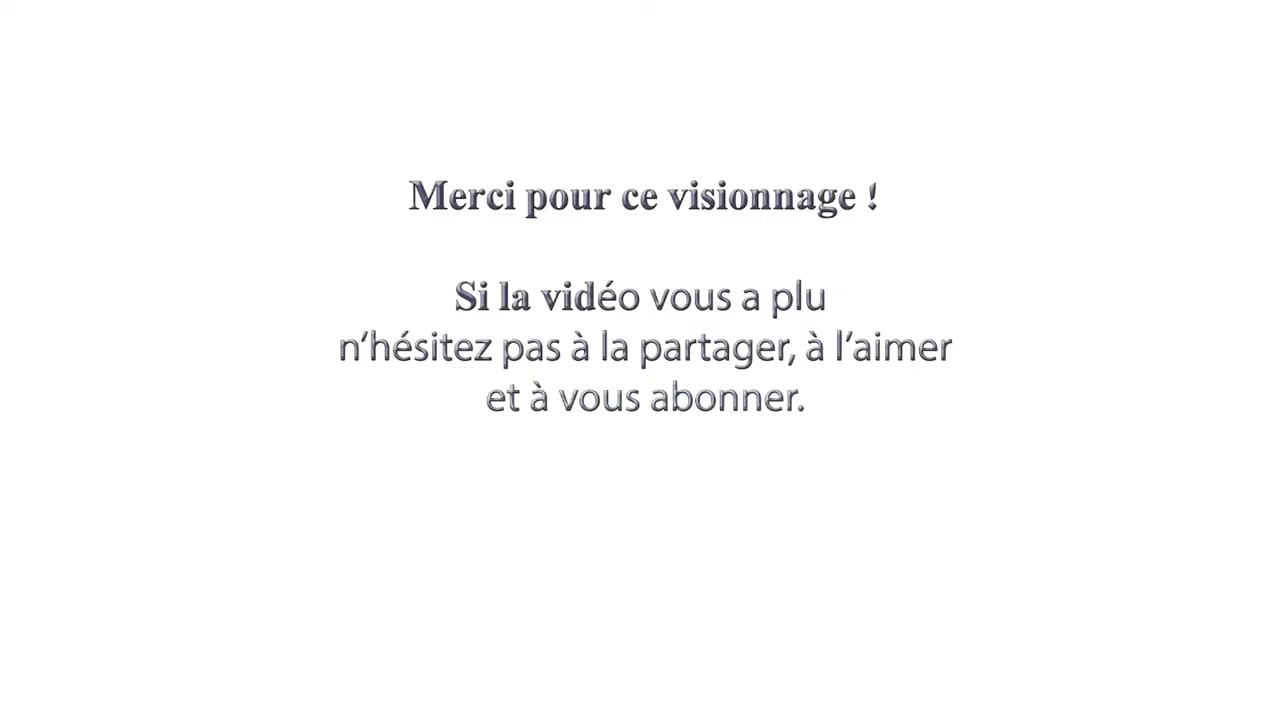 Merci pour ce visionnage !
Si la vidéo vous a plu
n’hésitez pas à la partager, à l’aimer
et à vous abonner.